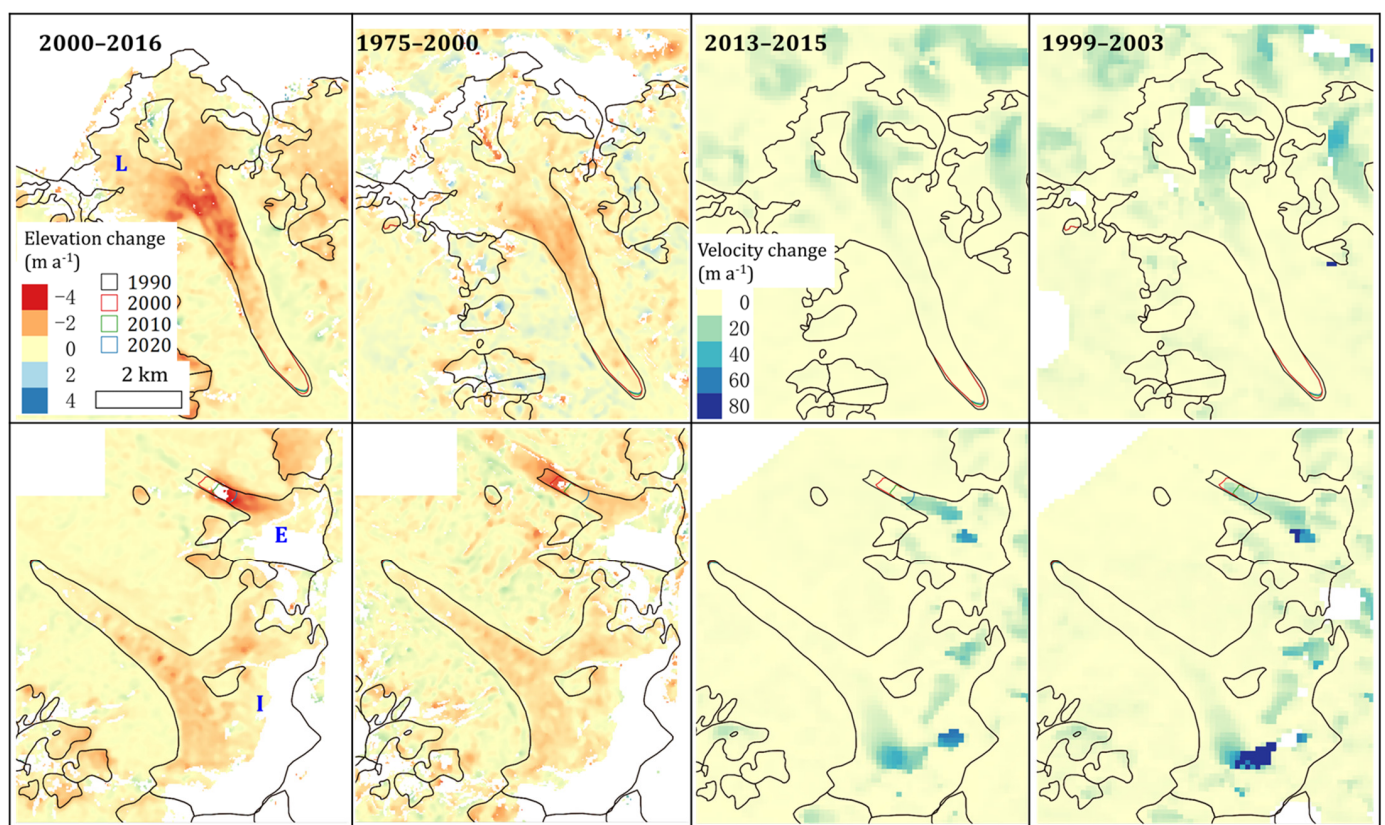 2000–2016
1975–2000
2013–2015
1999–2003
L
Elevation change
(m a⁻¹)
−4
−2
0
2
4
1990
2000
2010
2020
2 km
Velocity change
(m a⁻¹)
0
20
40
60
80
E
I